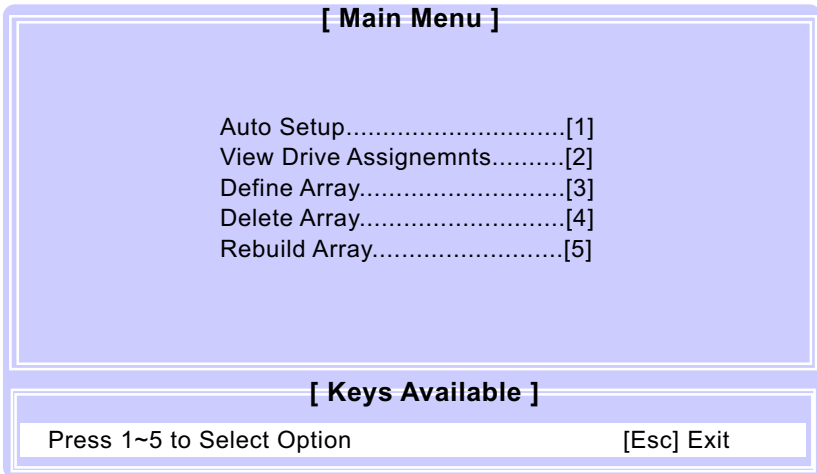 [ Main Menu ]
Auto Setup..............................[1]
View Drive Assignemnts..........[2]
Define Array............................[3]
Delete Array............................[4]
Rebuild Array..........................[5]
[ Keys Available ]
Press 1~5 to Select Option [Esc] Exit